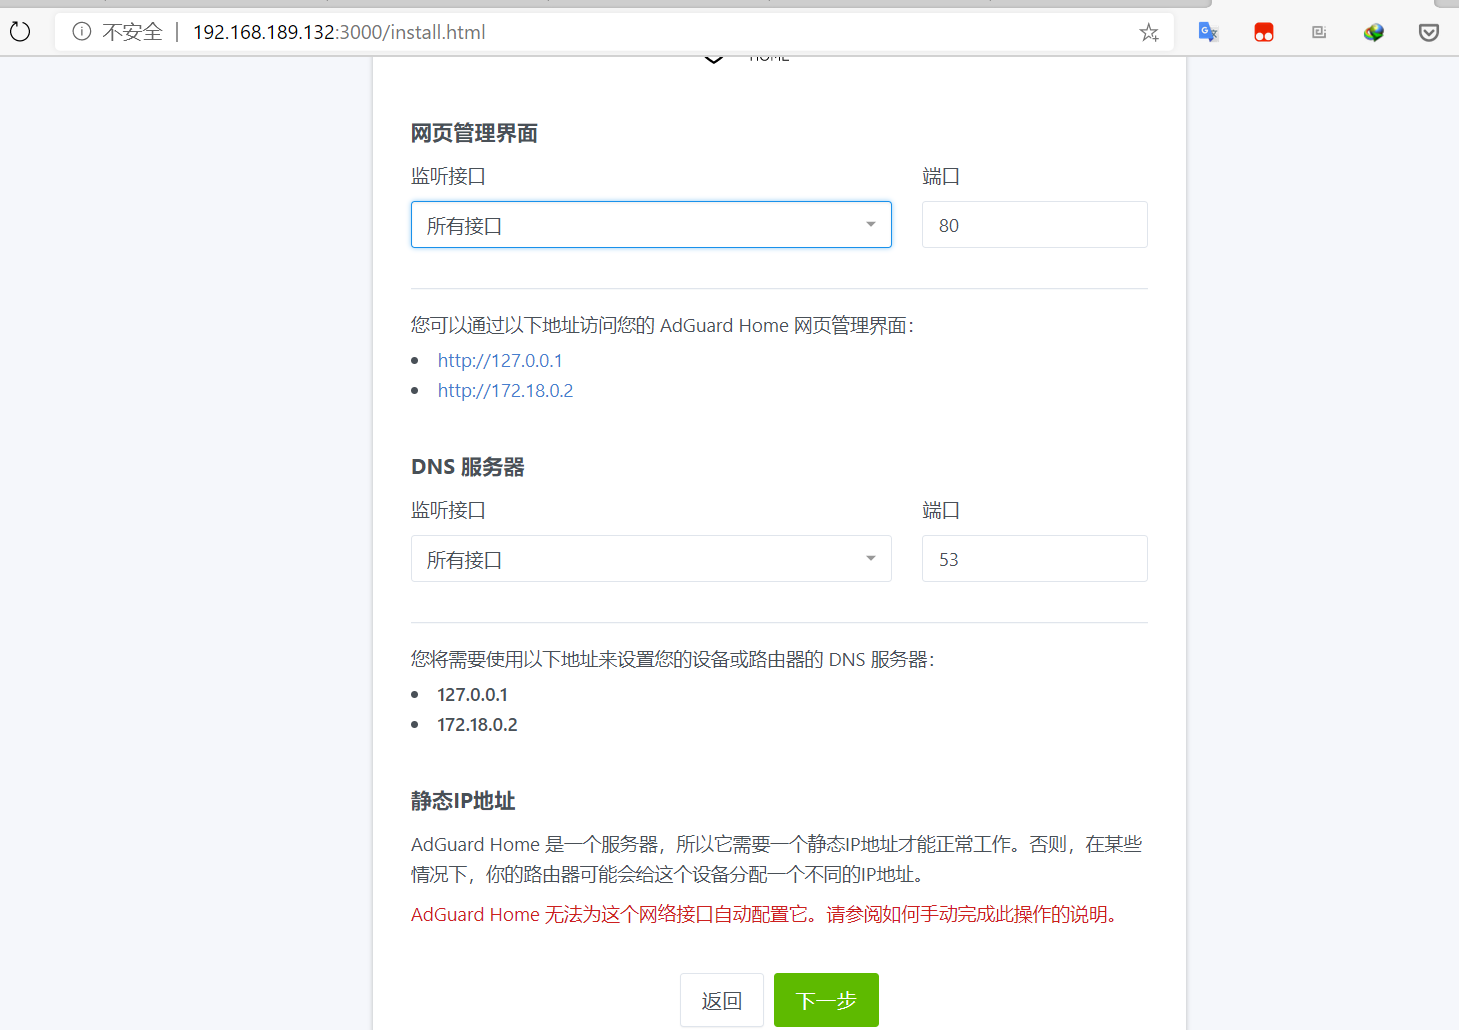 不安全 192.168.189.132:3000/install.html
HOME
网页管理界面
监听接口 端口
所有接口 80
您可以通过以下地址访问您的 AdGuard Home 网页管理界面：
http://127.0.0.1
http://172.18.0.2
DNS 服务器
监听接口 端口
所有接口 53
您将需要使用以下地址来设置您的设备或路由器的 DNS 服务器：
127.0.0.1
172.18.0.2
静态IP地址
AdGuard Home 是一个服务器，所以它需要一个静态IP地址才能正常工作。否则，在某些
情况下，你的路由器可能会给这个设备分配一个不同的IP地址。
AdGuard Home 无法为这个网络接口自动配置它。请参阅如何手动完成此操作的说明。
返回 下一步